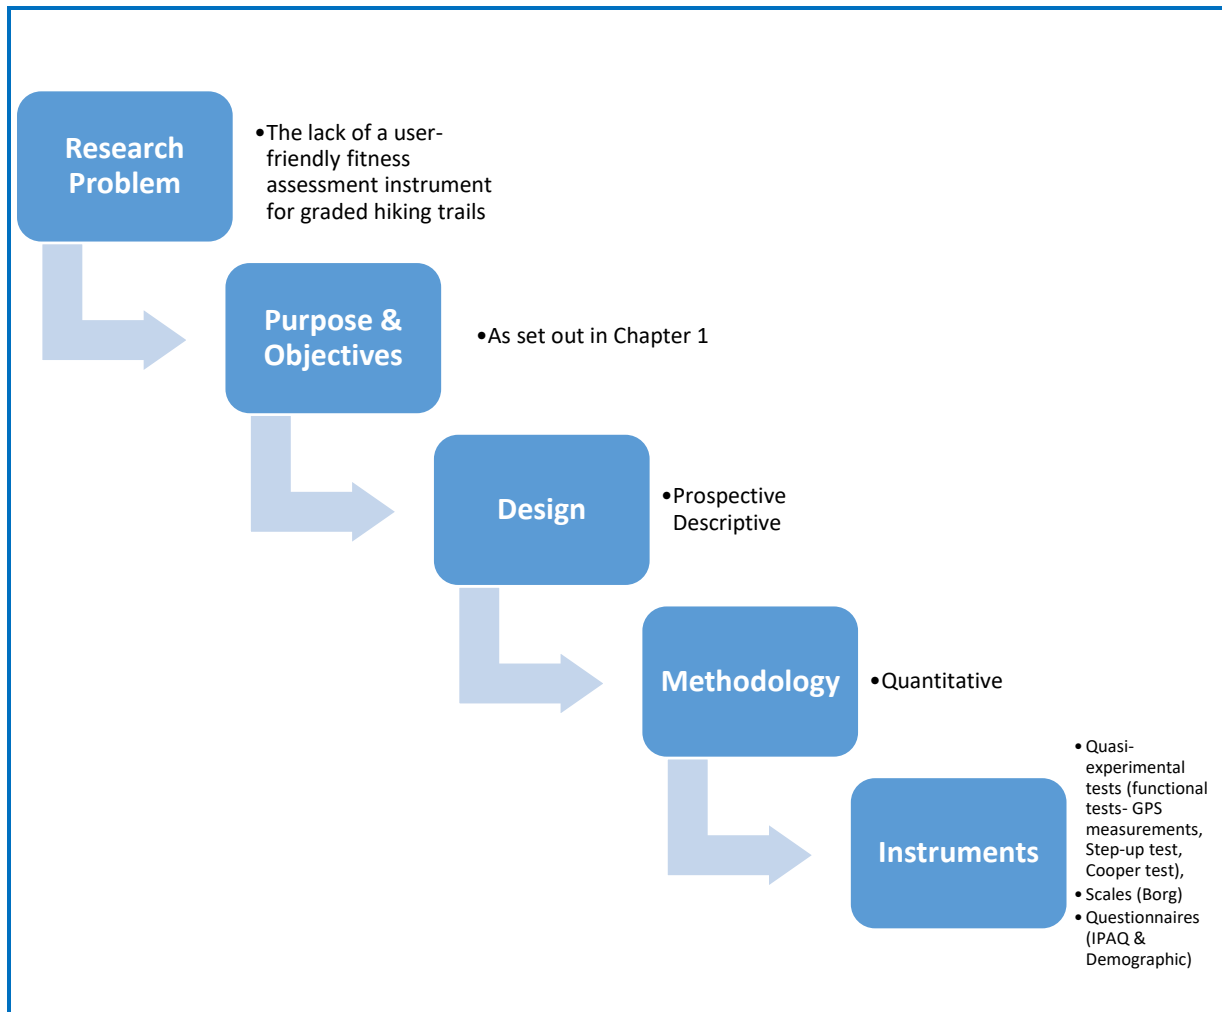 Research
Problem
•The lack of a user-
friendly fitness
assessment instrument
for graded hiking trails
Purpose &
Objectives
•As set out in Chapter 1
Design
•Prospective
Descriptive
Methodology
•Quantitative
Instruments
• Quasi-
experimental
tests (functional
tests- GPS
measurements,
Step-up test,
Cooper test),
• Scales (Borg)
• Questionnaires
(IPAQ &
Demographic)